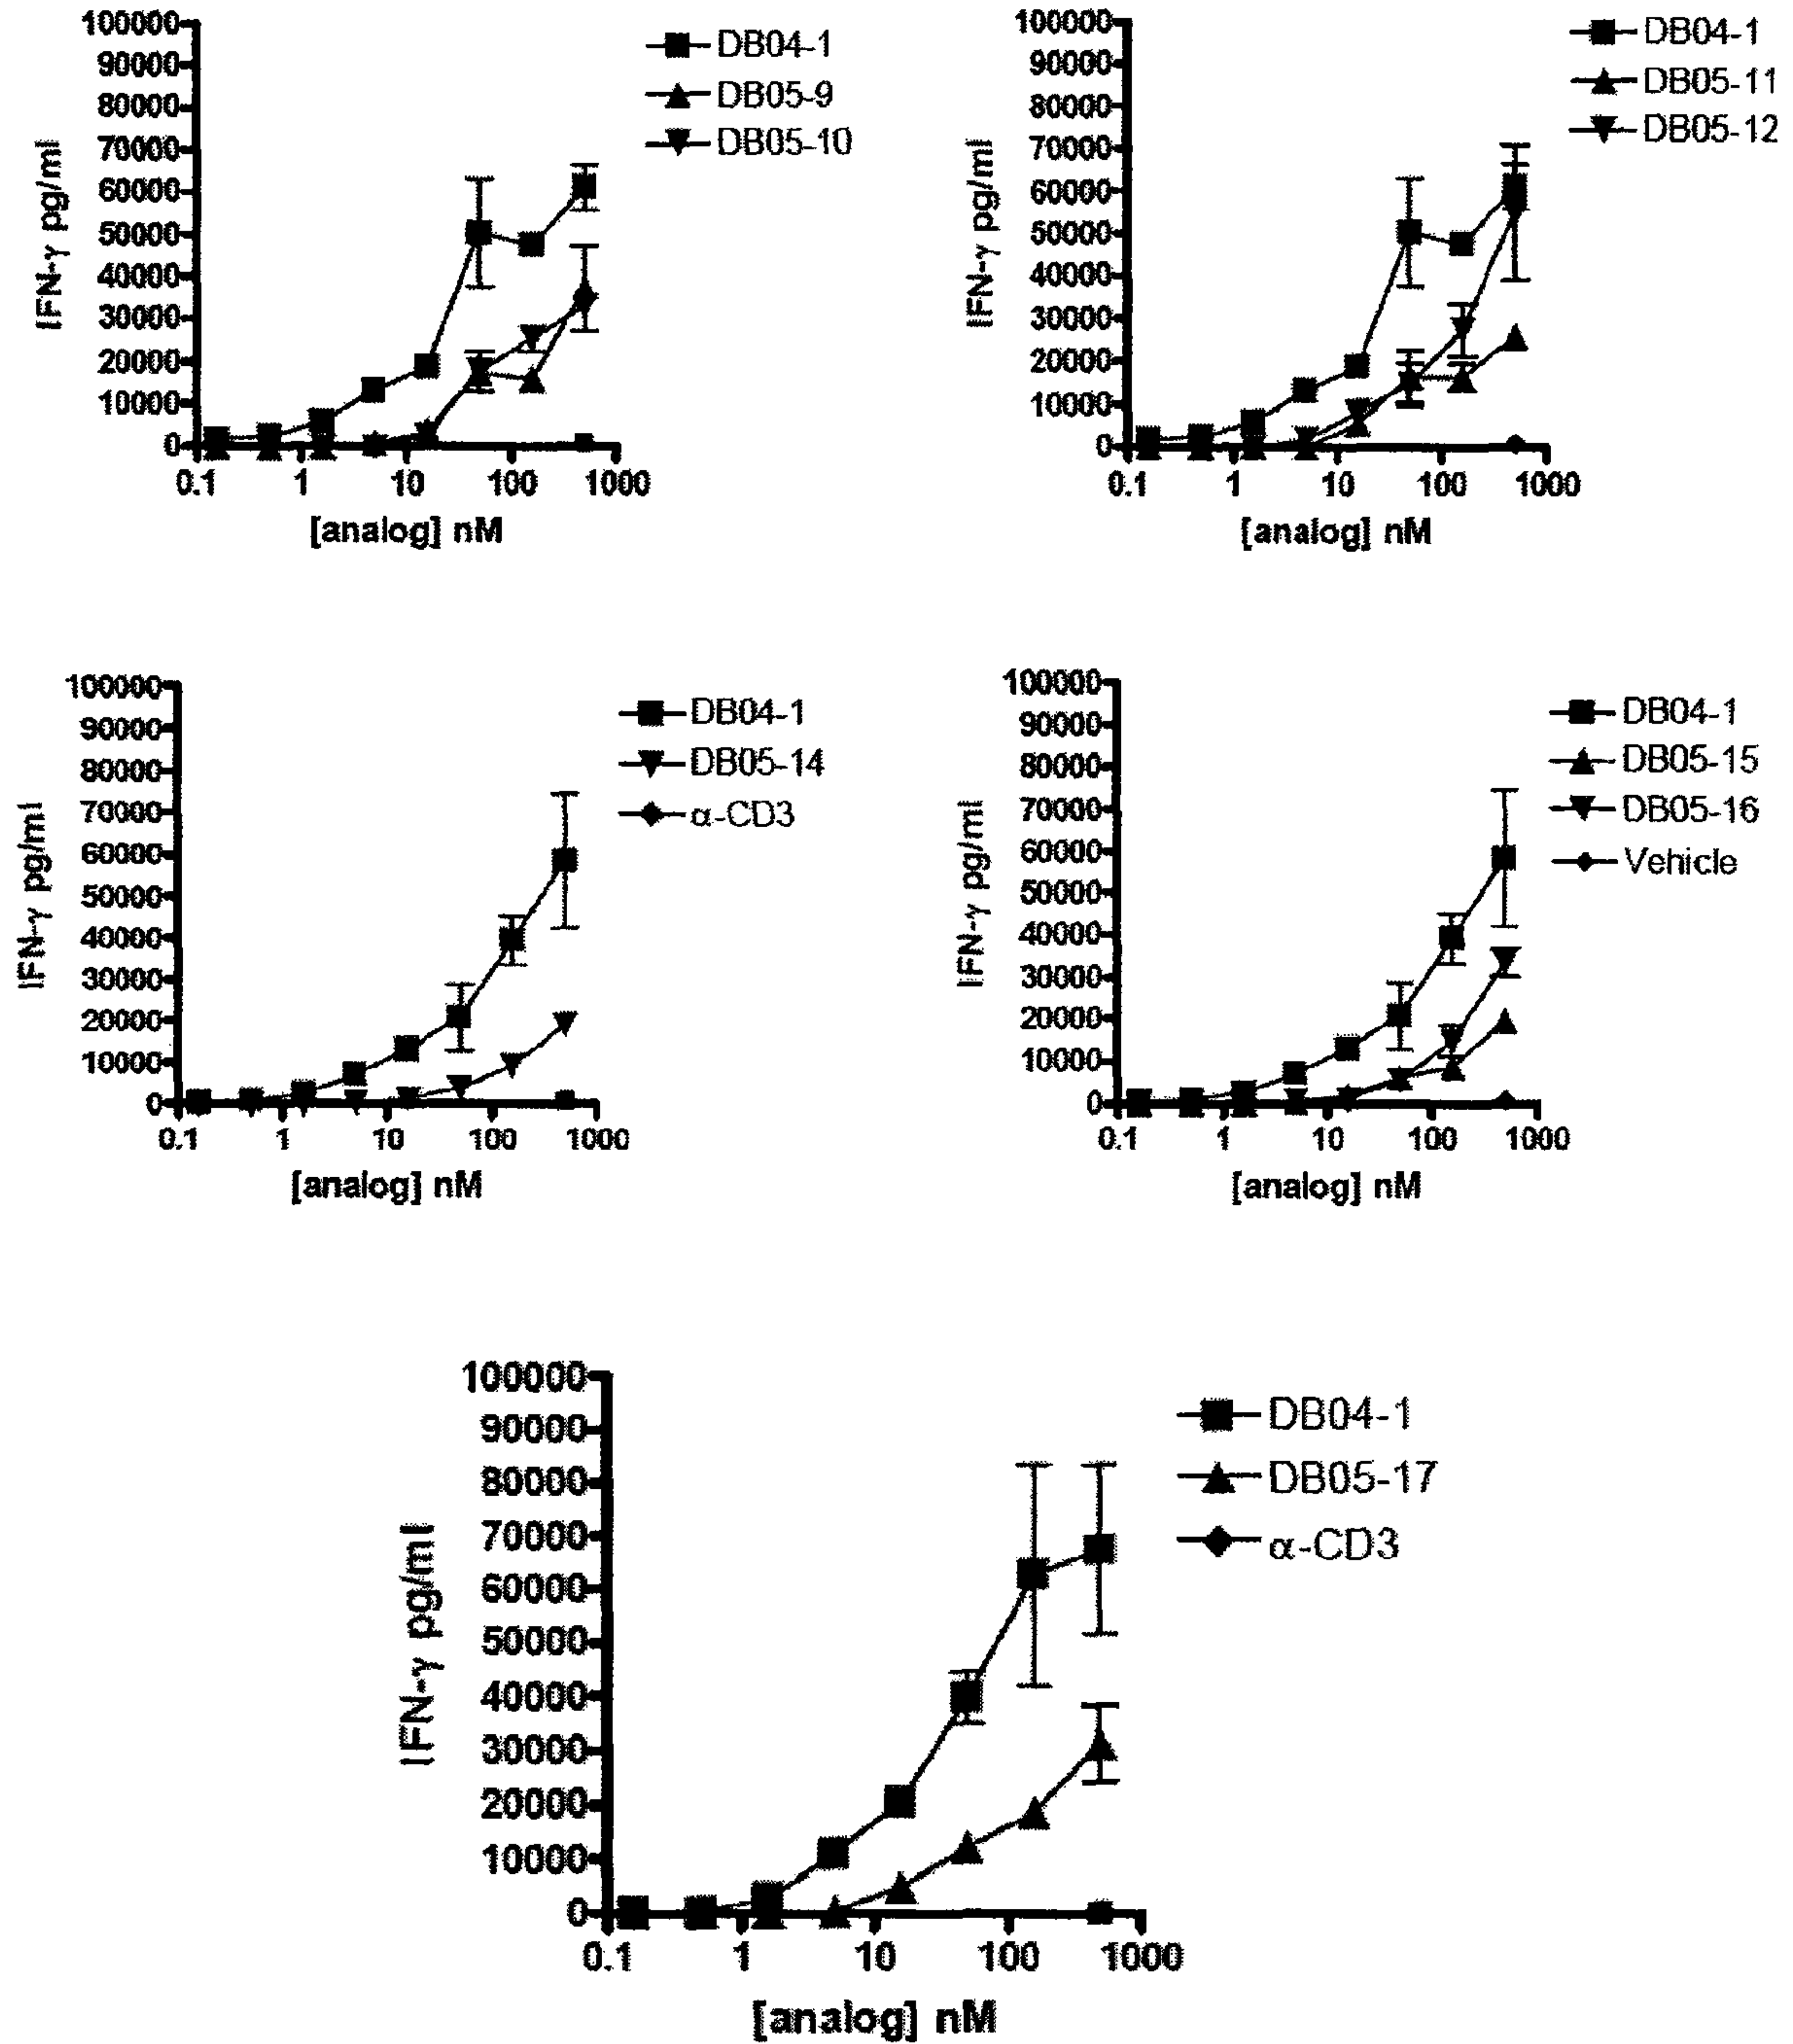 100000
90000
80000
70000
60000
50000
40000
30000
20000
10000
0
0.1 1 10 100 1000
IFN-γ pg/ml
[analog] nM
DB04-1
DB05-9
DB05-10
100000
90000
80000
70000
60000
50000
40000
30000
20000
10000
0
0.1 1 10 100 1000
IFN-γ pg/ml
[analog] nM
DB04-1
DB05-11
DB05-12
100000
90000
80000
70000
60000
50000
40000
30000
20000
10000
0
0.1 1 10 100 1000
IFN-γ pg/ml
[analog] nM
DB04-1
DB05-14
α-CD3
100000
90000
80000
70000
60000
50000
40000
30000
20000
10000
0
0.1 1 10 100 1000
IFN-γ pg/ml
[analog] nM
DB04-1
DB05-15
DB05-16
Vehicle
100000
90000
80000
70000
60000
50000
40000
30000
20000
10000
0
0.1 1 10 100 1000
IFN-γ pg/ml
[analog] nM
DB04-1
DB05-17
α-CD3